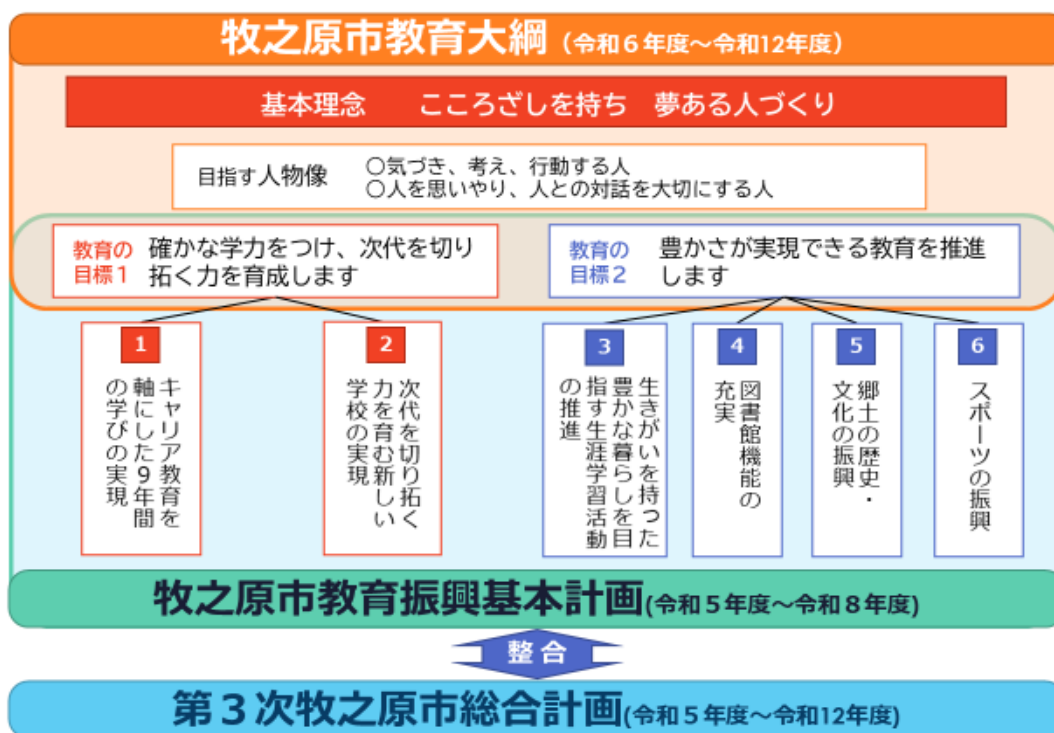 牧之原市教育大綱（令和６年度～令和12年度）
基本理念　　こころざしを持ち　夢ある人づくり
目指す人物像
○気づき、考え、行動する人
○人を思いやり、人との対話を大切にする人
教育の
目標１
確かな学力をつけ、次代を切り
拓く力を育成します
教育の
目標２
豊かさが実現できる教育を推進
します
1
キャリア教育を
軸にした９年間
の学びの実現
2
次代を切り拓く
力を育む新しい
学校の実現
3
生きがいを持った
豊かな暮らしを目
指す生涯学習活動
の推進
4
図書館機能の
充実
5
郷土の歴史・
文化の振興
6
スポーツの振興
牧之原市教育振興基本計画(令和５年度～令和８年度)
整合
第３次牧之原市総合計画(令和５年度～令和12年度)